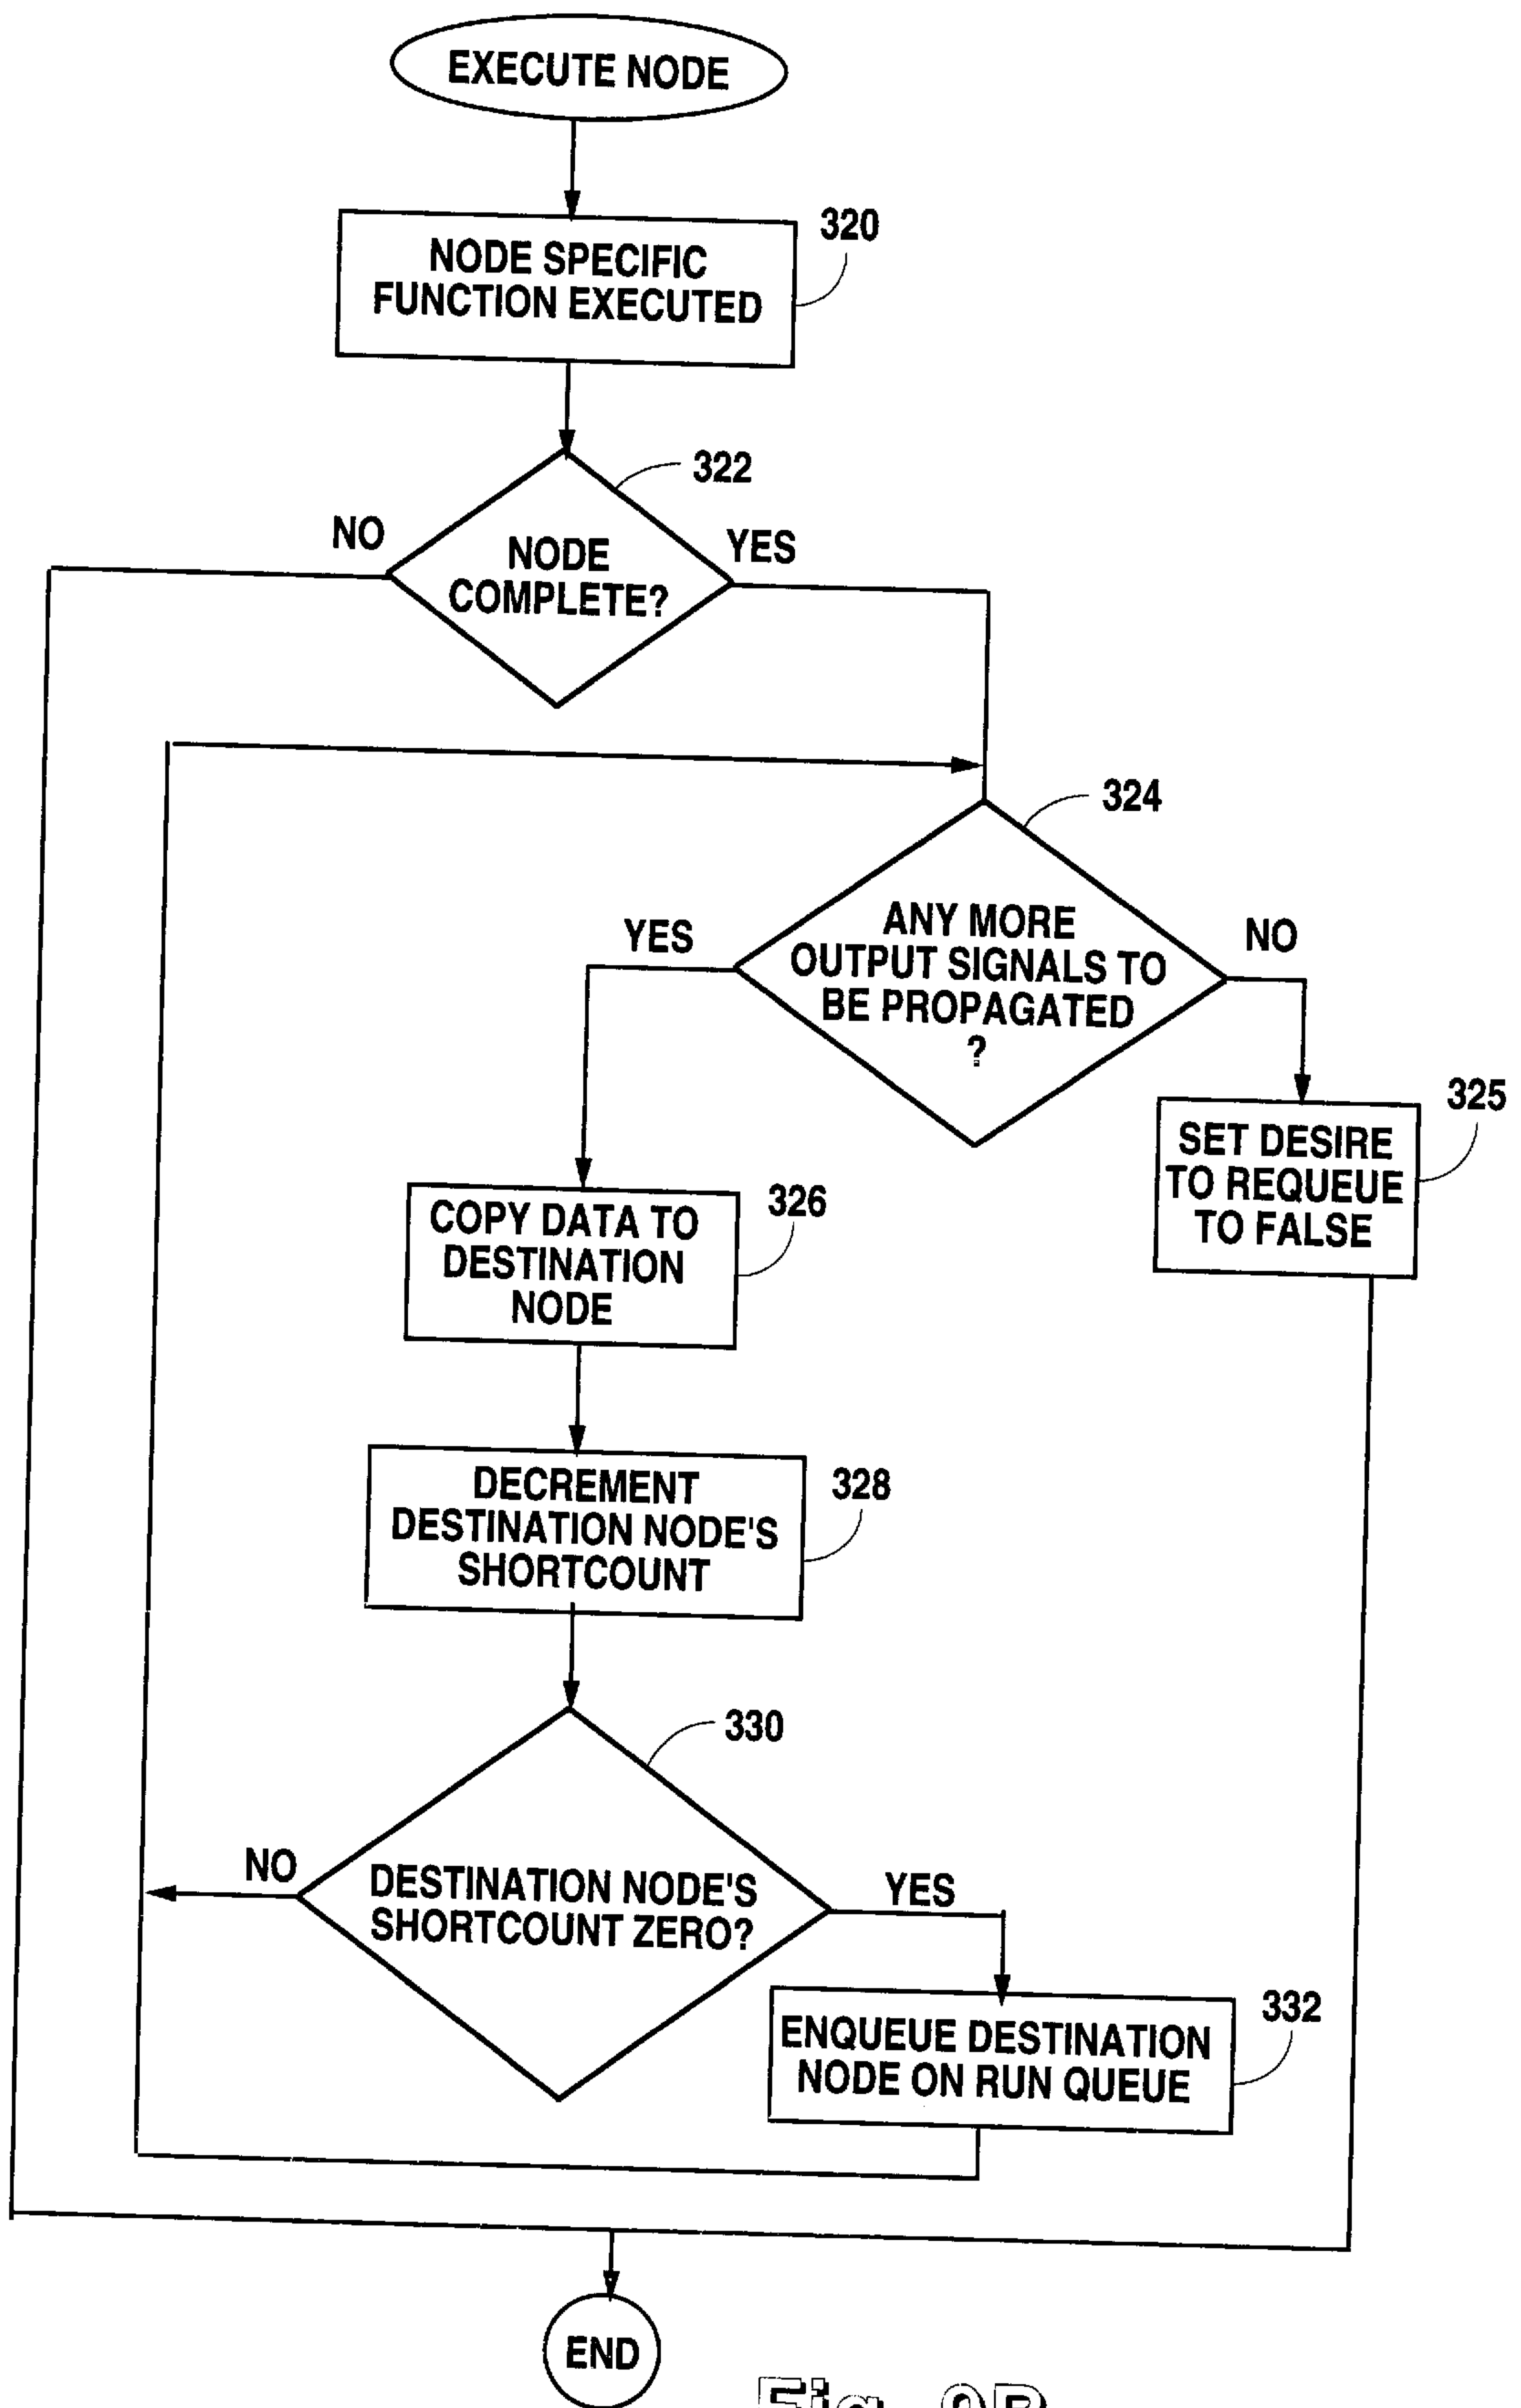 EXECUTE NODE
320
NODE SPECIFIC
FUNCTION EXECUTED
322
NO
YES
NODE
COMPLETE?
324
YES
NO
ANY MORE
OUTPUT SIGNALS TO
BE PROPAGATED
?
325
SET DESIRE
TO REQUEUE
TO FALSE
326
COPY DATA TO
DESTINATION
NODE
328
DECREMENT
DESTINATION NODE'S
SHORTCOUNT
330
NO
YES
DESTINATION NODE'S
SHORTCOUNT ZERO?
332
ENQUEUE DESTINATION
NODE ON RUN QUEUE
END
Fig. 9B